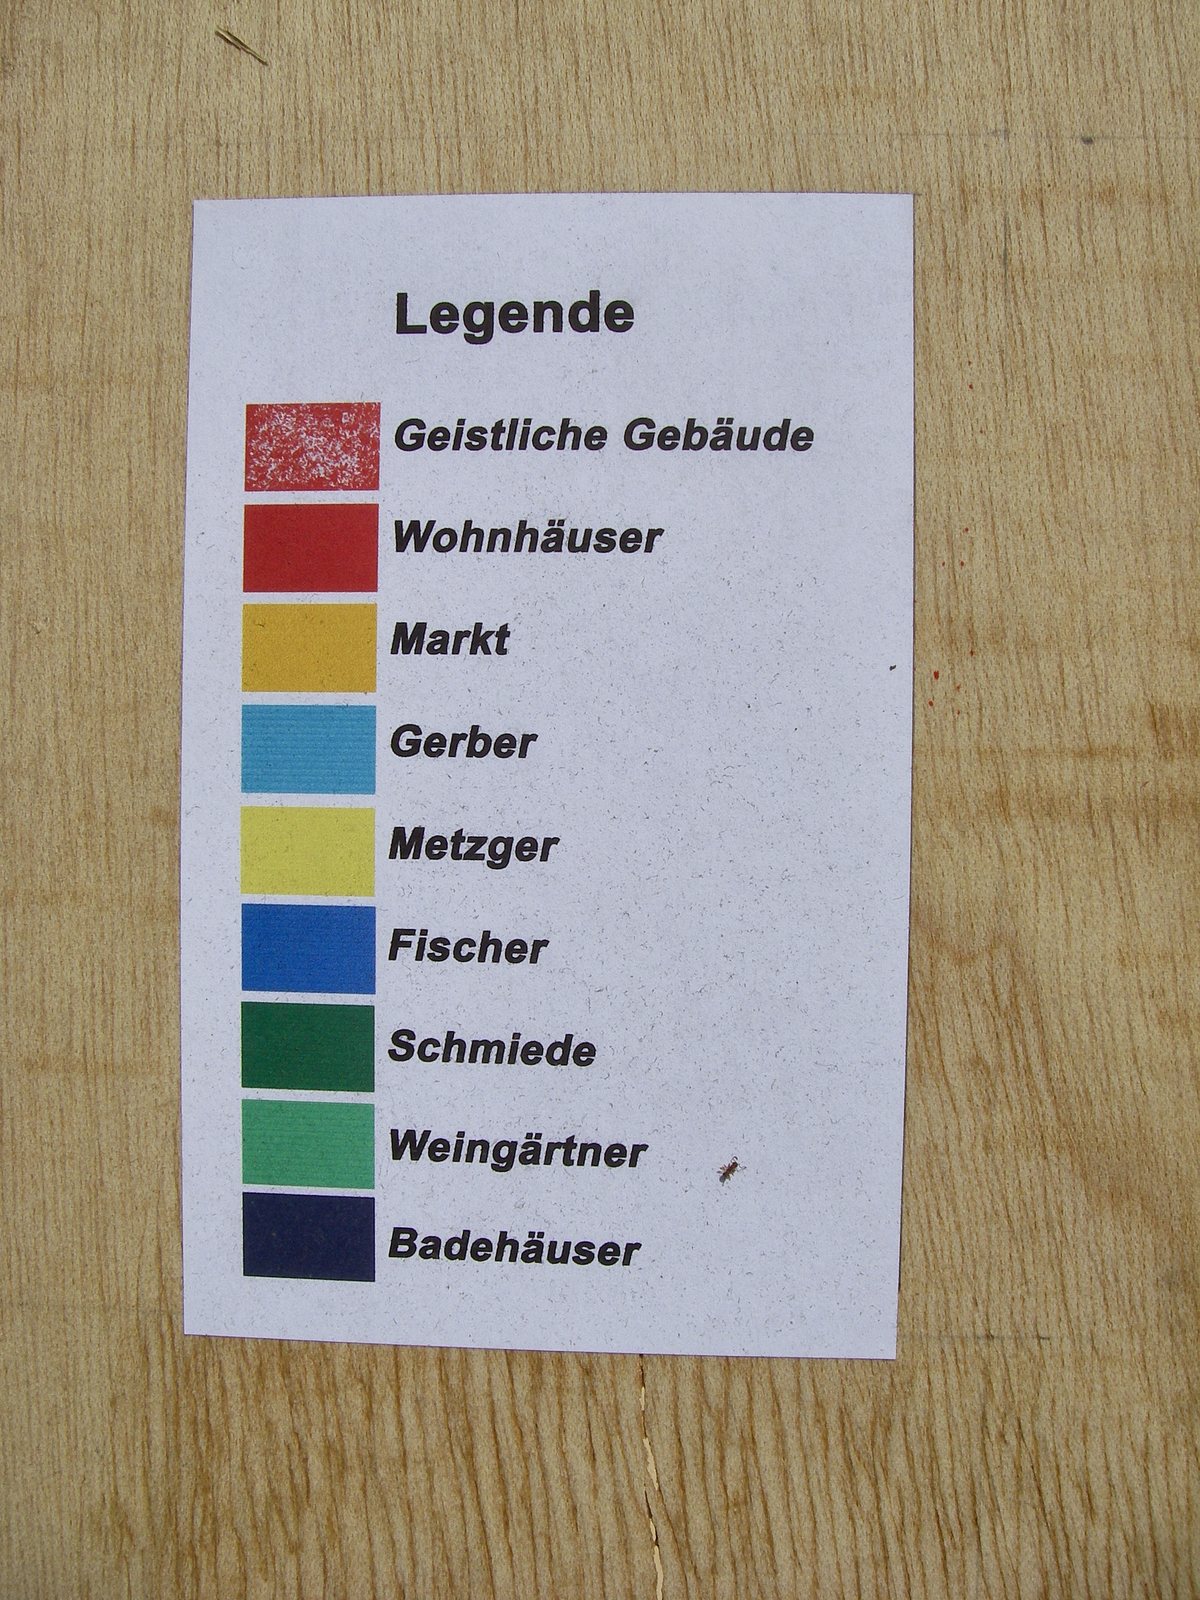 Legende
Geistliche Gebäude
Wohnhäuser
Markt
Gerber
Metzger
Fischer
Schmiede
Weingärtner
Badehäuser